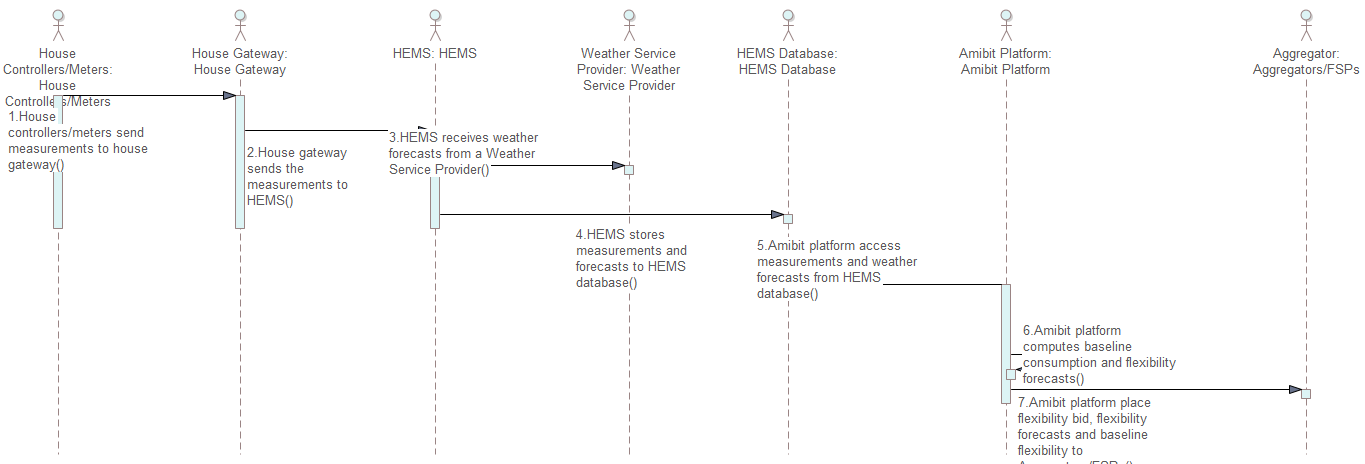 House
Controllers/Meters:
House
Controllers/Meters
House Gateway:
House Gateway
HEMS: HEMS
Weather Service
Provider: Weather
Service Provider
HEMS Database:
HEMS Database
Amibit Platform:
Amibit Platform
Aggregator:
Aggregators/FSPs
1.House
controllers/meters send
measurements to house
gateway()
2.House gateway
sends the
measurements to
HEMS()
3.HEMS receives weather
forecasts from a Weather
Service Provider()
4.HEMS stores
measurements and
forecasts to HEMS
database()
5.Amibit platform access
measurements and weather
forecasts from HEMS
database()
6.Amibit platform
computes baseline
consumption and flexibility
forecasts()
7.Amibit platform place
flexibility bid, flexibility
forecasts and baseline
flexibility to